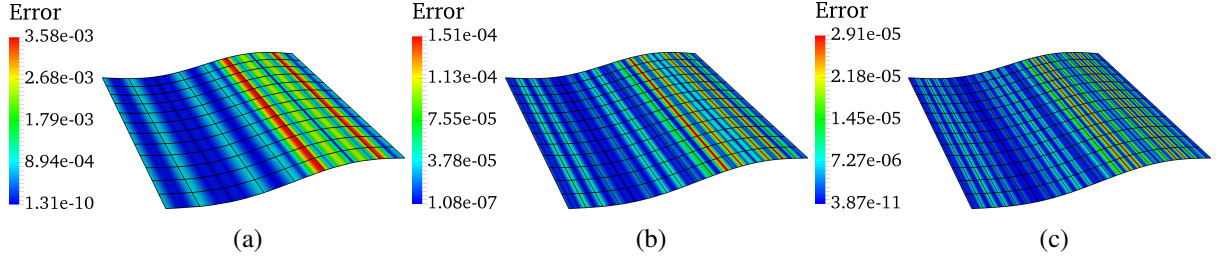 Error
3.58e-03
2.68e-03
1.79e-03
8.94e-04
1.31e-10
(a)
Error
1.51e-04
1.13e-04
7.55e-05
3.78e-05
1.08e-07
(b)
Error
2.91e-05
2.18e-05
1.45e-05
7.27e-06
3.87e-11
(c)